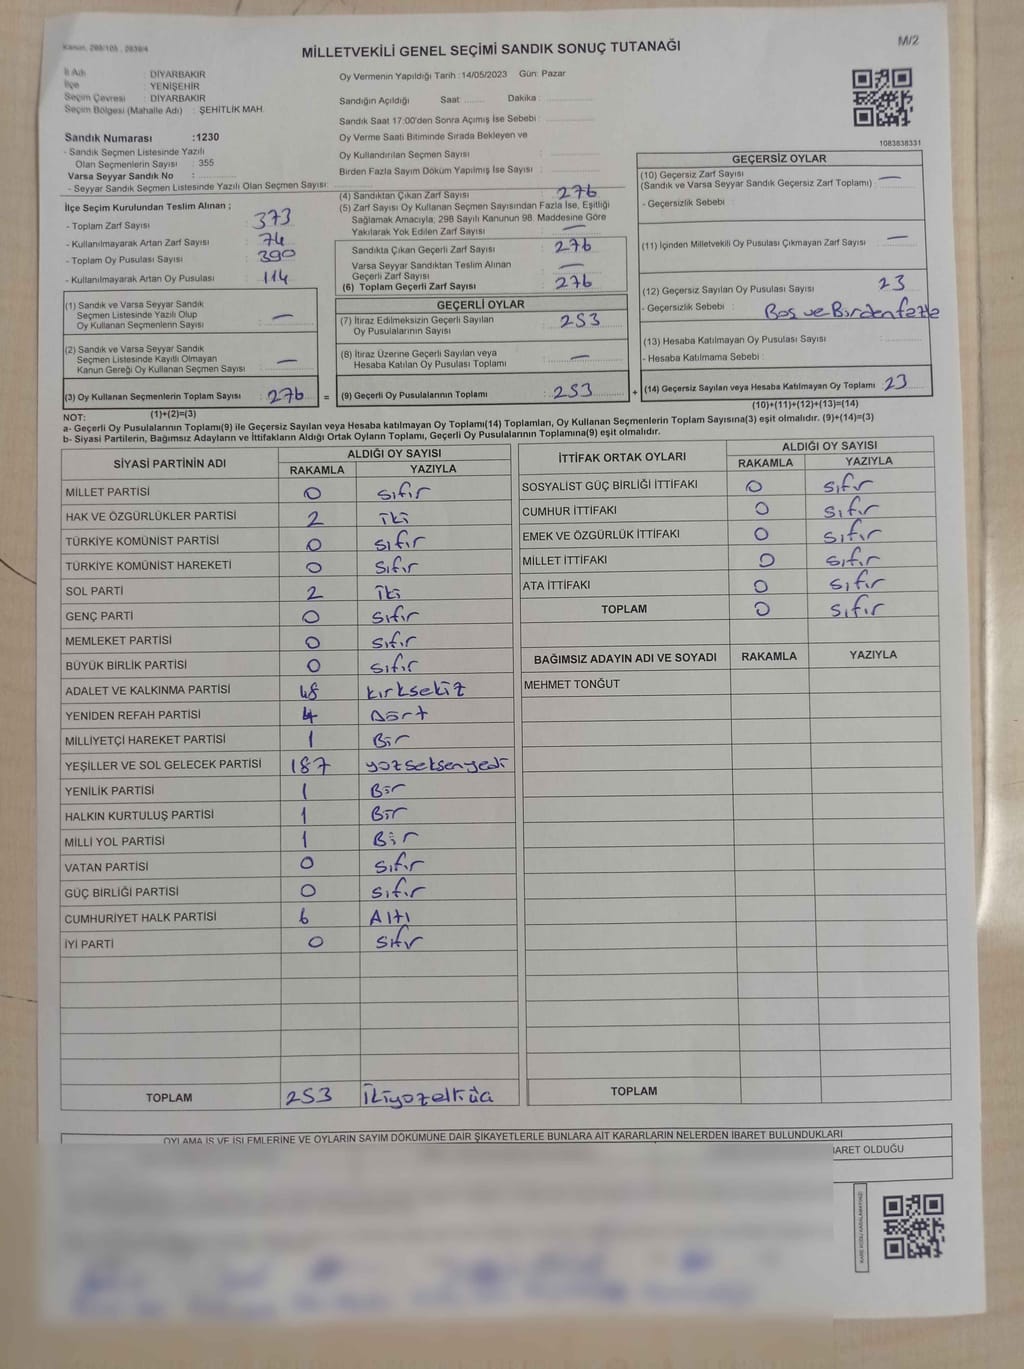 Kanun, 298/105, 2839/4
M/2
MİLLETVEKİLİ GENEL SEÇİMİ SANDIK SONUÇ TUTANAĞI
İl Adı : DİYARBAKIR
İlçe : YENİŞEHİR
Seçim Çevresi : DİYARBAKIR
Seçim Bölgesi (Mahalle Adı) : ŞEHİTLİK MAH.
Sandık Numarası :1230
- Sandık Seçmen Listesinde Yazılı
Olan Seçmenlerin Sayısı : 355
Varsa Seyyar Sandık No :
- Seyyar Sandık Seçmen Listesinde Yazılı Olan Seçmen Sayısı:
Oy Vermenin Yapıldığı Tarih :14/05/2023 Gün: Pazar
Sandığın Açıldığı Saat ........ Dakika :
Sandık Saat 17:00'den Sonra Açımış İse Sebebi :
Oy Verme Saati Bitiminde Sırada Bekleyen ve
Oy Kullandırılan Seçmen Sayısı :
Birden Fazla Sayım Döküm Yapılmış İse Sayısı :
1083838331
İlçe Seçim Kurulundan Teslim Alınan ;
- Toplam Zarf Sayısı : 373
- Kullanılmayarak Artan Zarf Sayısı : 74
- Toplam Oy Pusulası Sayısı : 390
- Kullanılmayarak Artan Oy Pusulası : 114
(1) Sandık ve Varsa Seyyar Sandık
Seçmen Listesinde Yazılı Olup
Oy Kullanan Seçmenlerin Sayısı : —
(2) Sandık ve Varsa Seyyar Sandık
Seçmen Listesinde Kayıtlı Olmayan
Kanun Gereği Oy Kullanan Seçmen Sayısı : —
(3) Oy Kullanan Seçmenlerin Toplam Sayısı : 276 =
(1)+(2)=(3)
(4) Sandıktan Çıkan Zarf Sayısı : 276
(5) Zarf Sayısı Oy Kullanan Seçmen Sayısından Fazla İse, Eşitliği
Sağlamak Amacıyla, 298 Sayılı Kanunun 98. Maddesine Göre
Yakılarak Yok Edilen Zarf Sayısı : —
Sandıkta Çıkan Geçerli Zarf Sayısı : 276
Varsa Seyyar Sandıktan Teslim Alınan
Geçerli Zarf Sayısı : —
(6) Toplam Geçerli Zarf Sayısı : 276
GEÇERLİ OYLAR
(7) İtiraz Edilmeksizin Geçerli Sayılan
Oy Pusulalarının Sayısı : 253
(8) İtiraz Üzerine Geçerli Sayılan veya
Hesaba Katılan Oy Pusulası Toplamı : —
(9) Geçerli Oy Pusulalarının Toplamı : 253 +
GEÇERSİZ OYLAR
(10) Geçersiz Zarf Sayısı
(Sandık ve Varsa Seyyar Sandık Geçersiz Zarf Toplamı) : —
- Geçersizlik Sebebi :
(11) İçinden Milletvekili Oy Pusulası Çıkmayan Zarf Sayısı : —
(12) Geçersiz Sayılan Oy Pusulası Sayısı : 23
- Geçersizlik Sebebi : Boş ve Birden fazla
(13) Hesaba Katılmayan Oy Pusulası Sayısı :
- Hesaba Katılmama Sebebi :
(14) Geçersiz Sayılan veya Hesaba Katılmayan Oy Toplamı : 23
(10)+(11)+(12)+(13)=(14)
NOT:
a- Geçerli Oy Pusulalarının Toplamı(9) ile Geçersiz Sayılan veya Hesaba katılmayan Oy Toplamı(14) Toplamları, Oy Kullanan Seçmenlerin Toplam Sayısına(3) eşit olmalıdır. (9)+(14)=(3)
b- Siyasi Partilerin, Bağımsız Adayların ve İttifakların Aldığı Ortak Oyların Toplamı, Geçerli Oy Pusulalarının Toplamına(9) eşit olmalıdır.
SİYASİ PARTİNİN ADI ALDIĞI OY SAYISI
RAKAMLA YAZIYLA
MİLLET PARTİSİ 0 sıfır
HAK VE ÖZGÜRLÜKLER PARTİSİ 2 iki
TÜRKİYE KOMÜNİST PARTİSİ 0 sıfır
TÜRKİYE KOMÜNİST HAREKETİ 0 sıfır
SOL PARTİ 2 iki
GENÇ PARTİ 0 sıfır
MEMLEKET PARTİSİ 0 sıfır
BÜYÜK BİRLİK PARTİSİ 0 sıfır
ADALET VE KALKINMA PARTİSİ 48 kırksekiz
YENİDEN REFAH PARTİSİ 4 Dört
MİLLİYETÇİ HAREKET PARTİSİ 1 Bir
YEŞİLLER VE SOL GELECEK PARTİSİ 187 yüzseksenyedi
YENİLİK PARTİSİ 1 Bir
HALKIN KURTULUŞ PARTİSİ 1 Bir
MİLLİ YOL PARTİSİ 1 Bir
VATAN PARTİSİ 0 sıfır
GÜÇ BİRLİĞİ PARTİSİ 0 sıfır
CUMHURİYET HALK PARTİSİ 6 Altı
İYİ PARTİ 0 sıfır
TOPLAM 253 ikiyüzelliüç
İTTİFAK ORTAK OYLARI ALDIĞI OY SAYISI
RAKAMLA YAZIYLA
SOSYALİST GÜÇ BİRLİĞİ İTTİFAKI 0 sıfır
CUMHUR İTTİFAKI 0 sıfır
EMEK VE ÖZGÜRLÜK İTTİFAKI 0 sıfır
MİLLET İTTİFAKI 0 sıfır
ATA İTTİFAKI 0 sıfır
TOPLAM 0 sıfır
BAĞIMSIZ ADAYIN ADI VE SOYADI RAKAMLA YAZIYLA
MEHMET TONĞUT
TOPLAM
OYLAMA İŞ VE İŞLEMLERİNE VE OYLARIN SAYIM DÖKÜMÜNE DAİR ŞİKAYETLERLE BUNLARA AİT KARARLARIN NELERDEN İBARET BULUNDUKLARI
İBARET OLDUĞU
KARE KODU KARALAMAYINIZ!